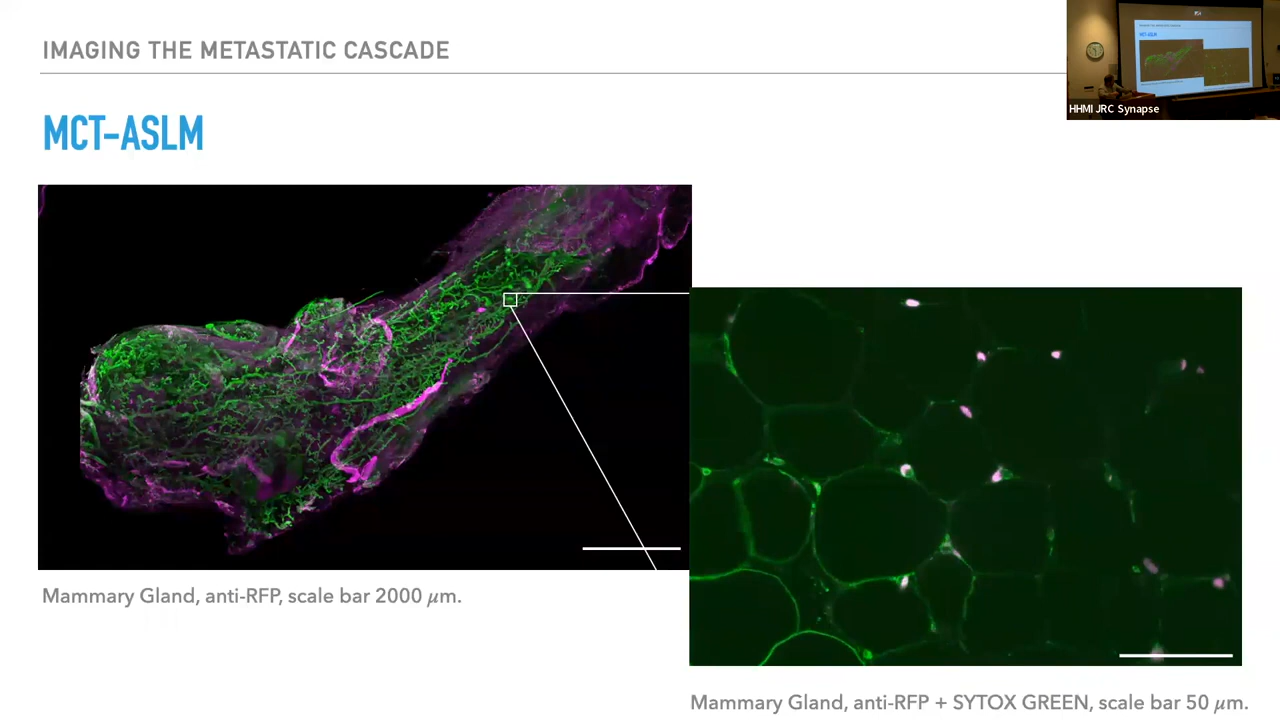 IMAGING THE METASTATIC CASCADE
HHMI JRC Synapse
MCT-ASLM
Mammary Gland, anti-RFP, scale bar 2000 µm.
Mammary Gland, anti-RFP + SYTOX GREEN, scale bar 50 µm.